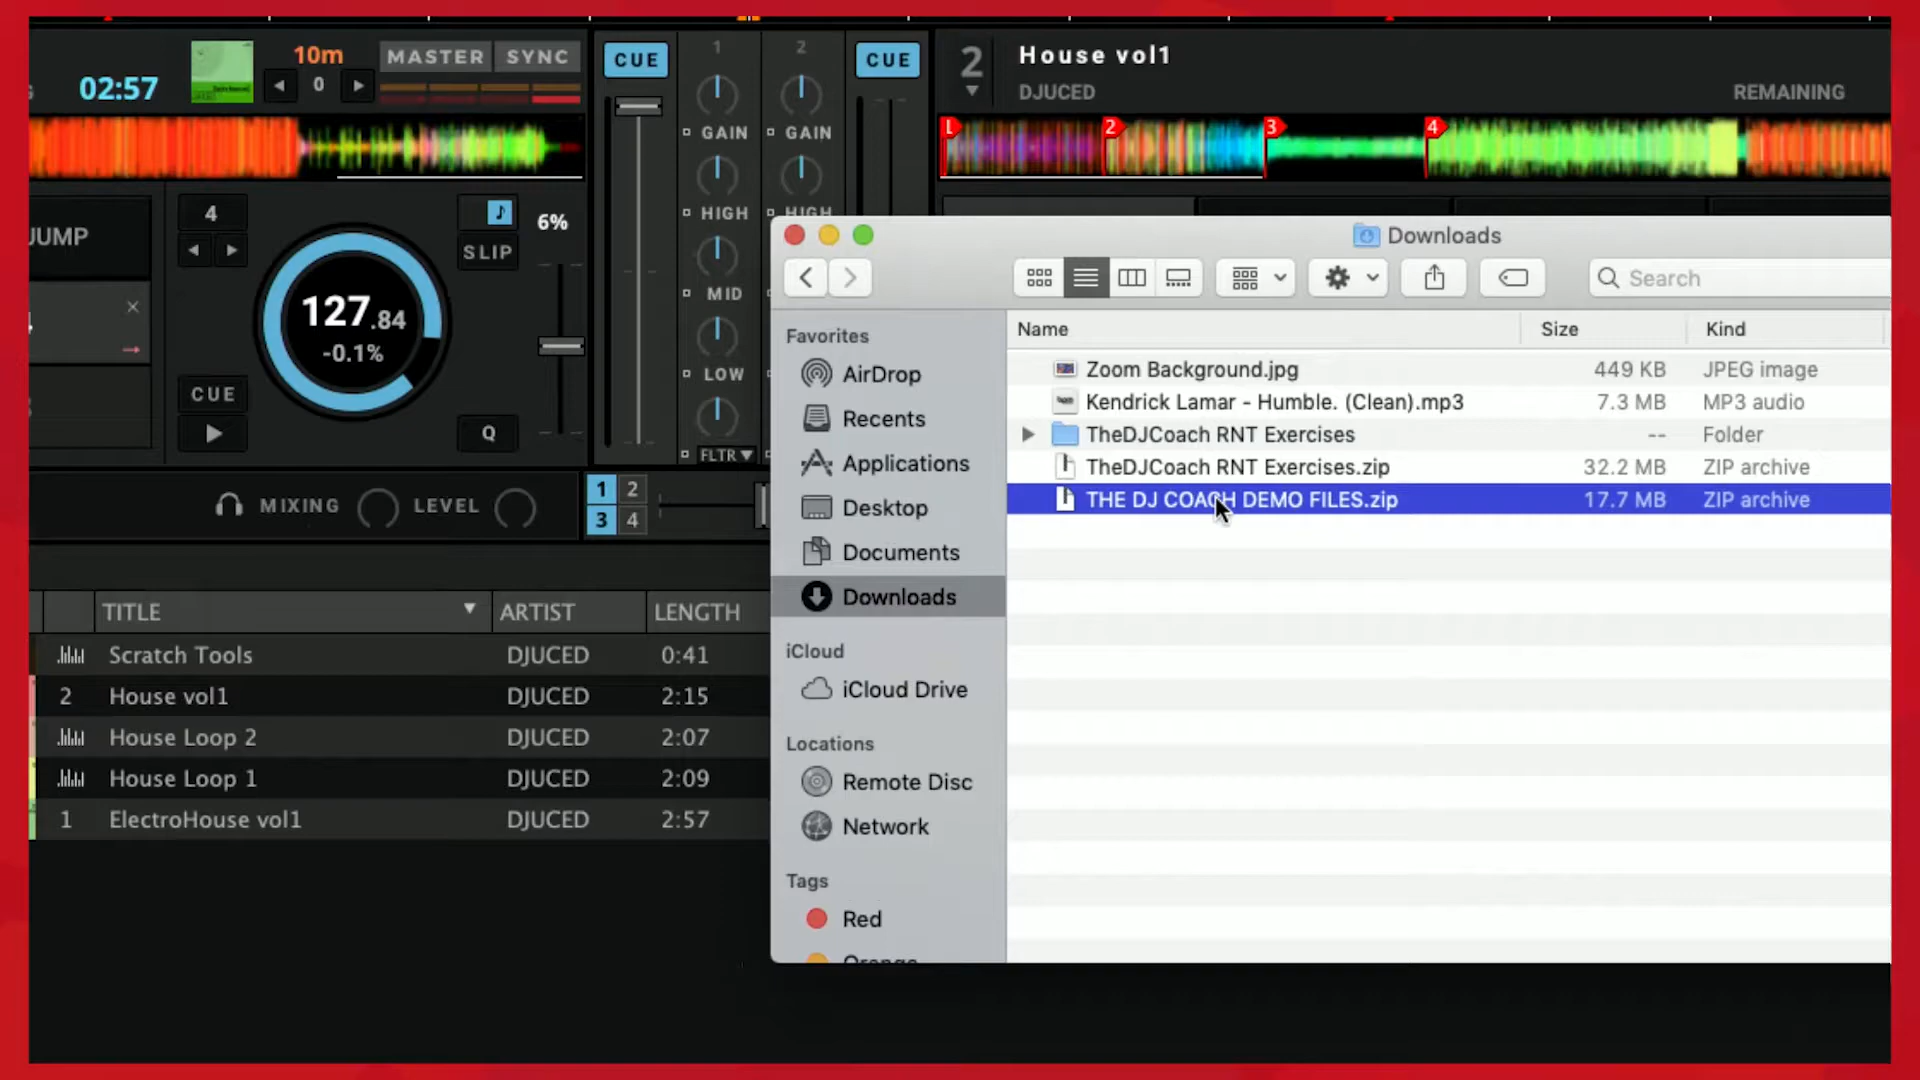 02:57
10m
0
MASTER
SYNC
CUE
1
2
CUE
2
House vol1
DJUCED
REMAINING
GAIN
GAIN
1
2
3
4
HIGH
HIGH
MID
LOW
FLTR
JUMP
4
SLIP
6%
127.84
-0.1%
CUE
Q
MIXING
LEVEL
1
2
3
4
TITLE
ARTIST
LENGTH
Scratch Tools
DJUCED
0:41
2
House vol1
DJUCED
2:15
House Loop 2
DJUCED
2:07
House Loop 1
DJUCED
2:09
1
ElectroHouse vol1
DJUCED
2:57
Downloads
Search
Favorites
AirDrop
Recents
Applications
Desktop
Documents
Downloads
iCloud
iCloud Drive
Locations
Remote Disc
Network
Tags
Red
Orange
Name
Size
Kind
Zoom Background.jpg
449 KB
JPEG image
Kendrick Lamar - Humble. (Clean).mp3
7.3 MB
MP3 audio
TheDJCoach RNT Exercises
--
Folder
TheDJCoach RNT Exercises.zip
32.2 MB
ZIP archive
THE DJ COACH DEMO FILES.zip
17.7 MB
ZIP archive